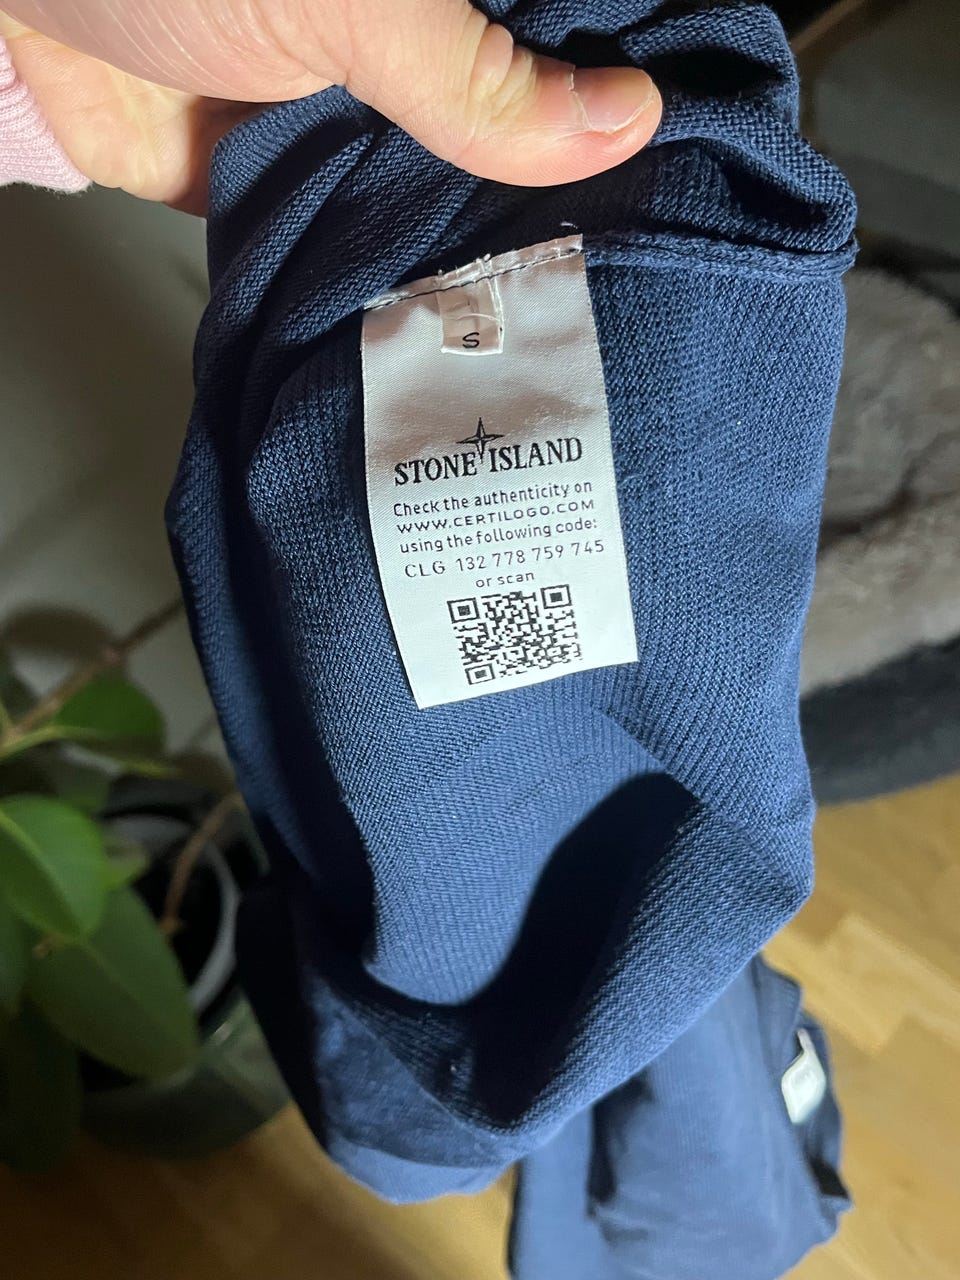 S
STONE ISLAND
Check the authenticity on
WWW.CERTILOGO.COM
using the following code:
CLG 132 778 759 745
or scan